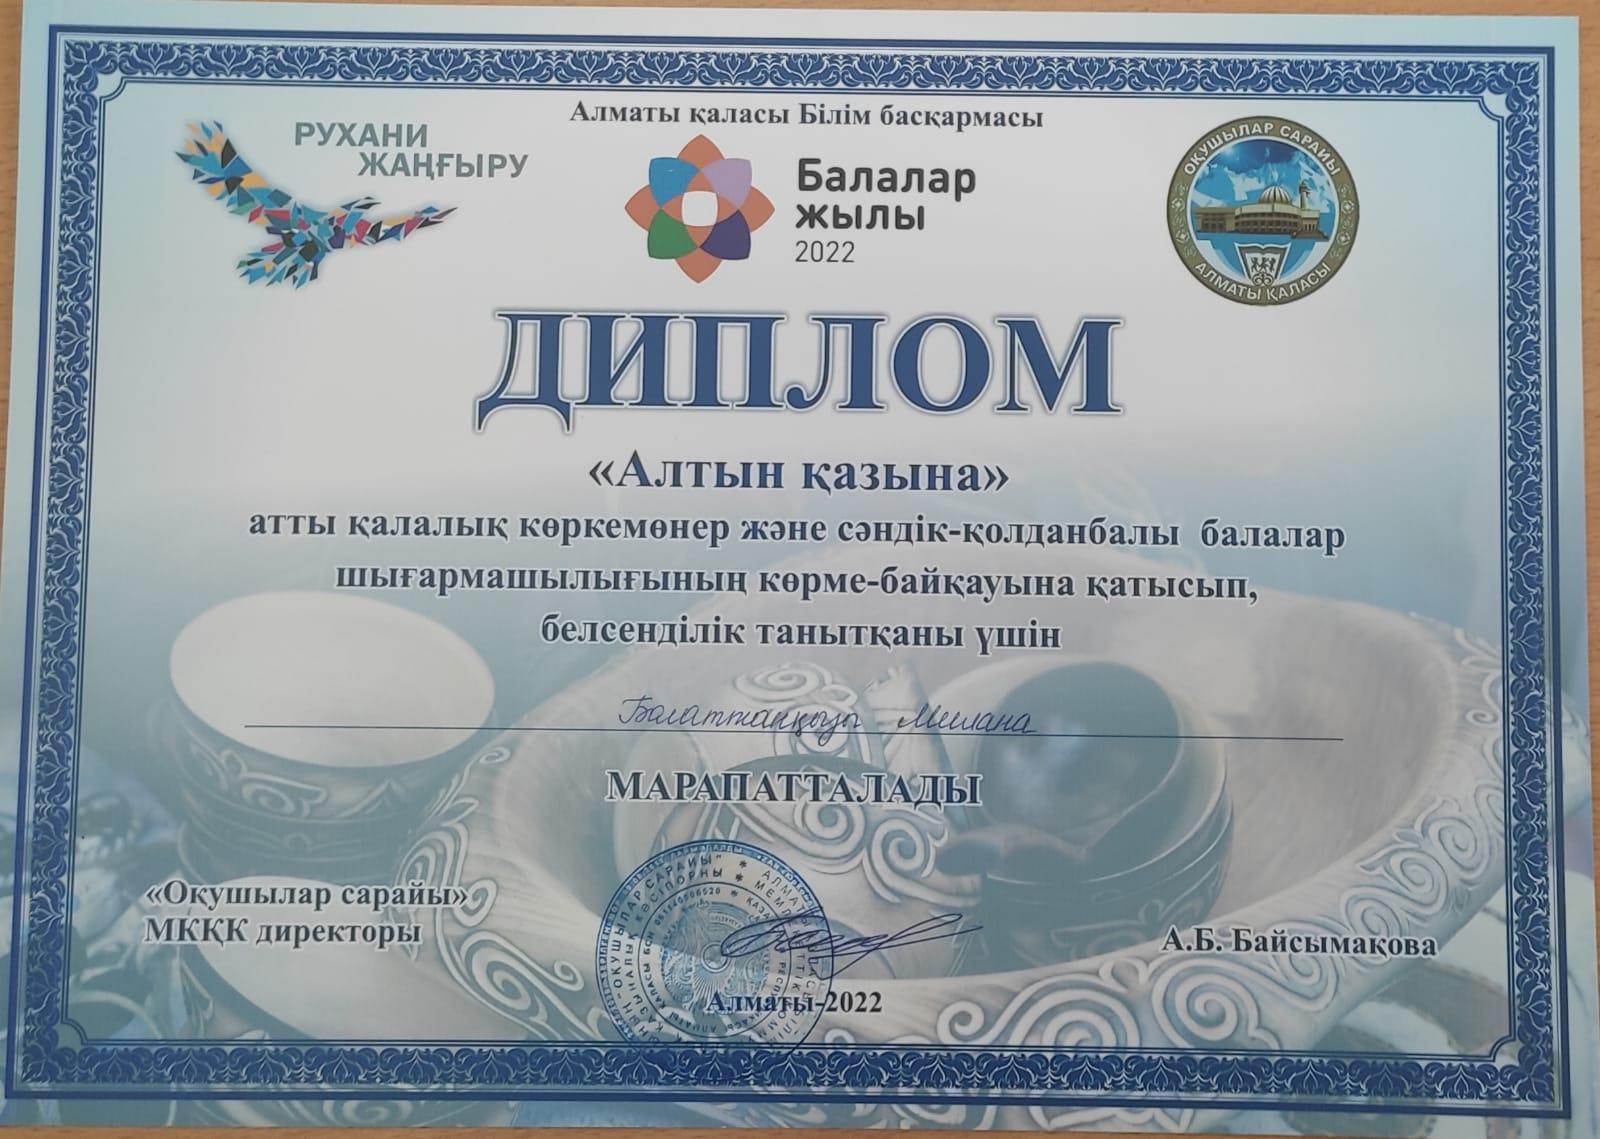 Алматы қаласы Білім басқармасы
РУХАНИ
ЖАҢҒЫРУ
Балалар
жылы
2022
ОҚУШЫЛАР САРАЙЫ
АЛМАТЫ ҚАЛАСЫ
ДИПЛОМ
«Алтын қазына»
атты қалалық көркемөнер және сәндік-қолданбалы балалар
шығармашылығының көрме-байқауына қатысып,
белсенділік танытқаны үшін
Милана
МАРАПАТТАЛАДЫ
«Оқушылар сарайы»
МКҚК директоры
А.Б. Байсымақова
Алматы-2022